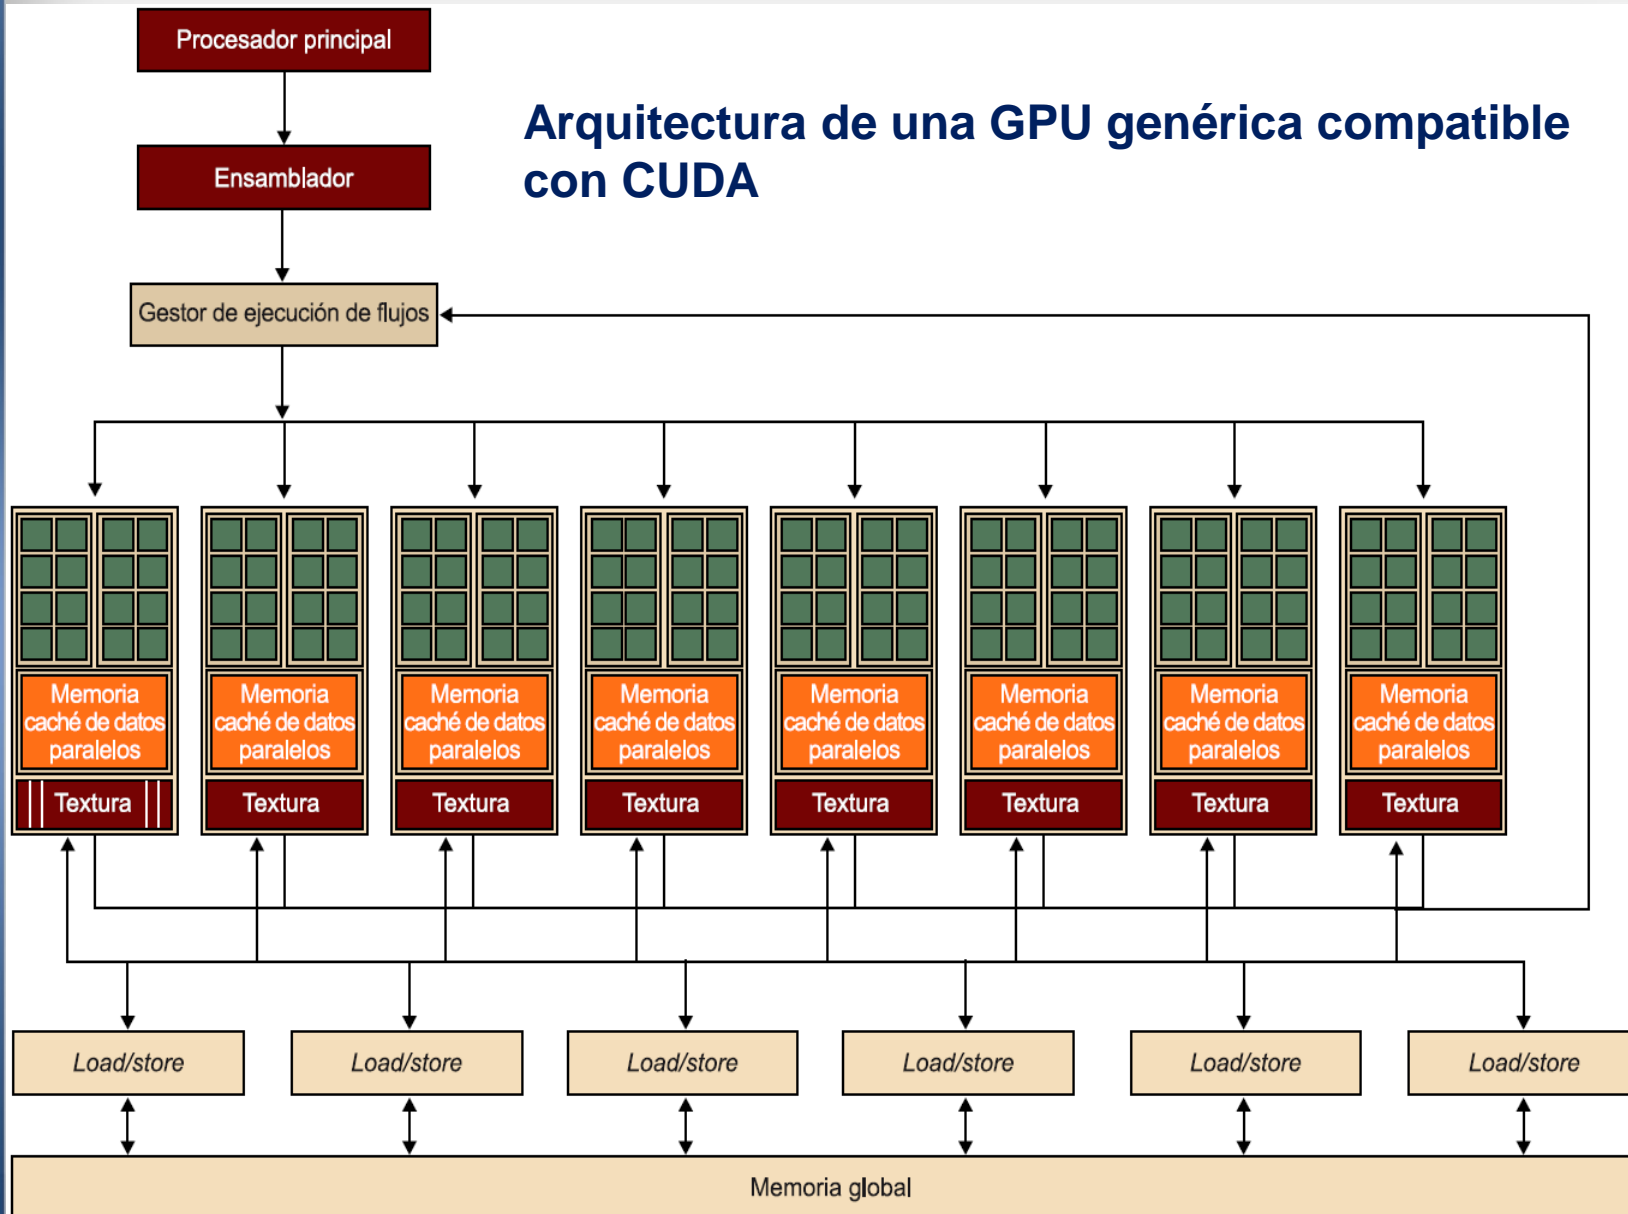 Procesador principal
Arquitectura de una GPU genérica compatible
con CUDA
Ensamblador
Gestor de ejecución de flujos
Memoria
caché de datos
paralelos
Memoria
caché de datos
paralelos
Memoria
caché de datos
paralelos
Memoria
caché de datos
paralelos
Memoria
caché de datos
paralelos
Memoria
caché de datos
paralelos
Memoria
caché de datos
paralelos
Memoria
caché de datos
paralelos
Textura
Textura
Textura
Textura
Textura
Textura
Textura
Textura
Load/store
Load/store
Load/store
Load/store
Load/store
Load/store
Memoria global